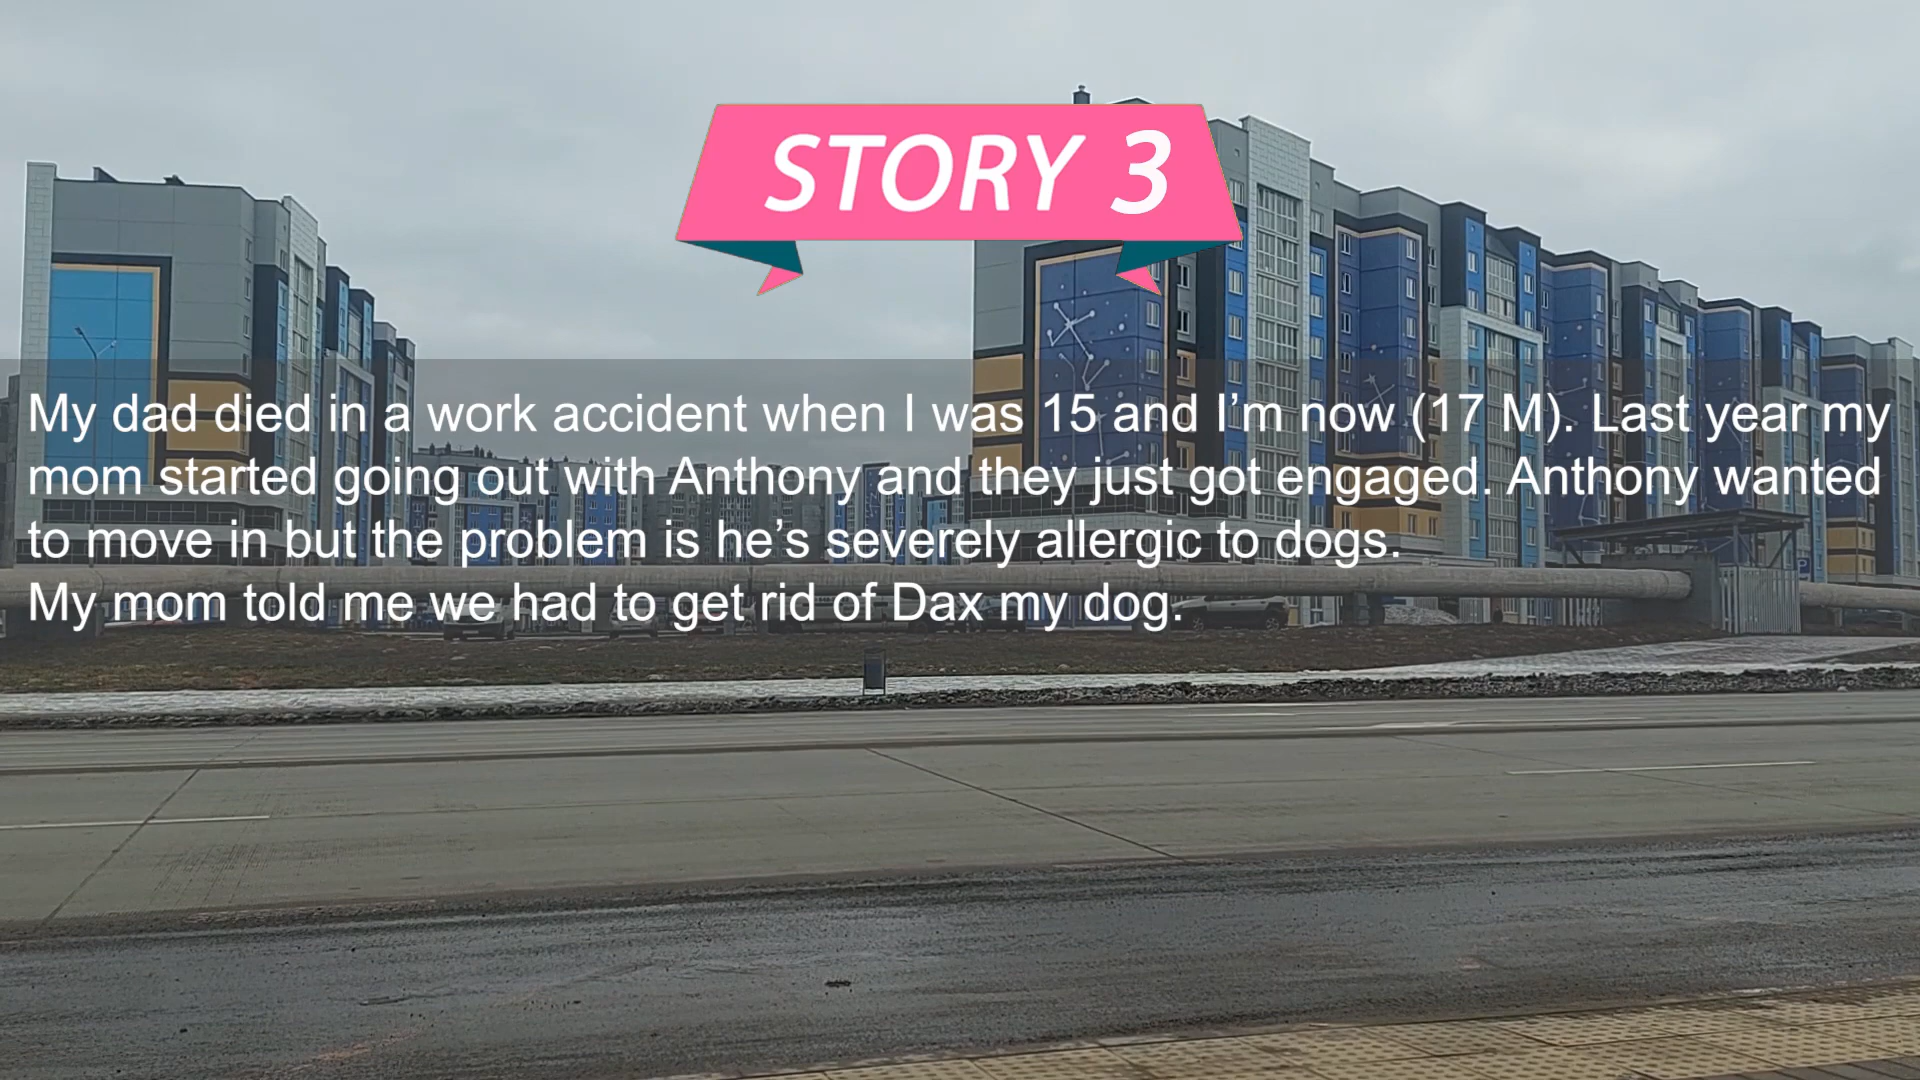 STORY 3
My dad died in a work accident when I was 15 and I’m now (17 M). Last year my
mom started going out with Anthony and they just got engaged. Anthony wanted
to move in but the problem is he’s severely allergic to dogs.
My mom told me we had to get rid of Dax my dog.